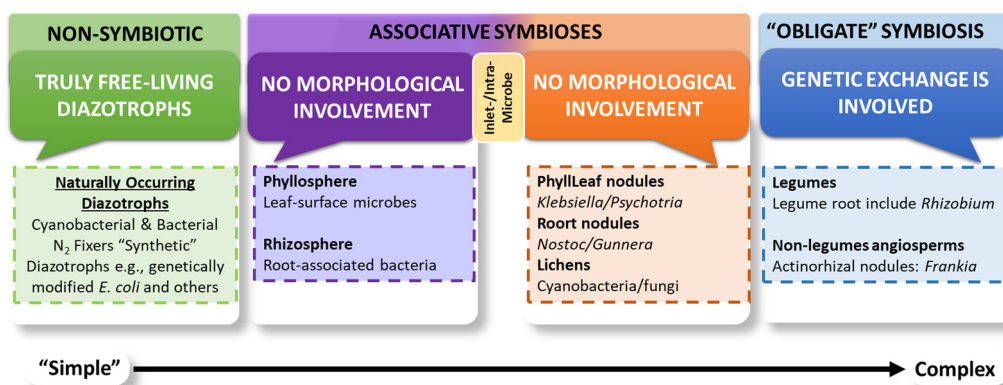 NON-SYMBIOTIC
TRULY FREE-LIVING
DIAZOTROPHS
Naturally Occurring
Diazotrophs
Cyanobacterial & Bacterial
N₂ Fixers “Synthetic”
Diazotrophs e.g., genetically
modified E. coli and others
ASSOCIATIVE SYMBIOSES
NO MORPHOLOGICAL
INVOLVEMENT
Phyllosphere
Leaf-surface microbes
Rhizosphere
Root-associated bacteria
Inlet-/Intra-
Microbe
NO MORPHOLOGICAL
INVOLVEMENT
PhyllLeaf nodules
Klebsiella/Psychotria
Roort nodules
Nostoc/Gunnera
Lichens
Cyanobacteria/fungi
“OBLIGATE” SYMBIOSIS
GENETIC EXCHANGE IS
INVOLVED
Legumes
Legume root include Rhizobium
Non-legumes angiosperms
Actinorhizal nodules: Frankia
“Simple”
Complex